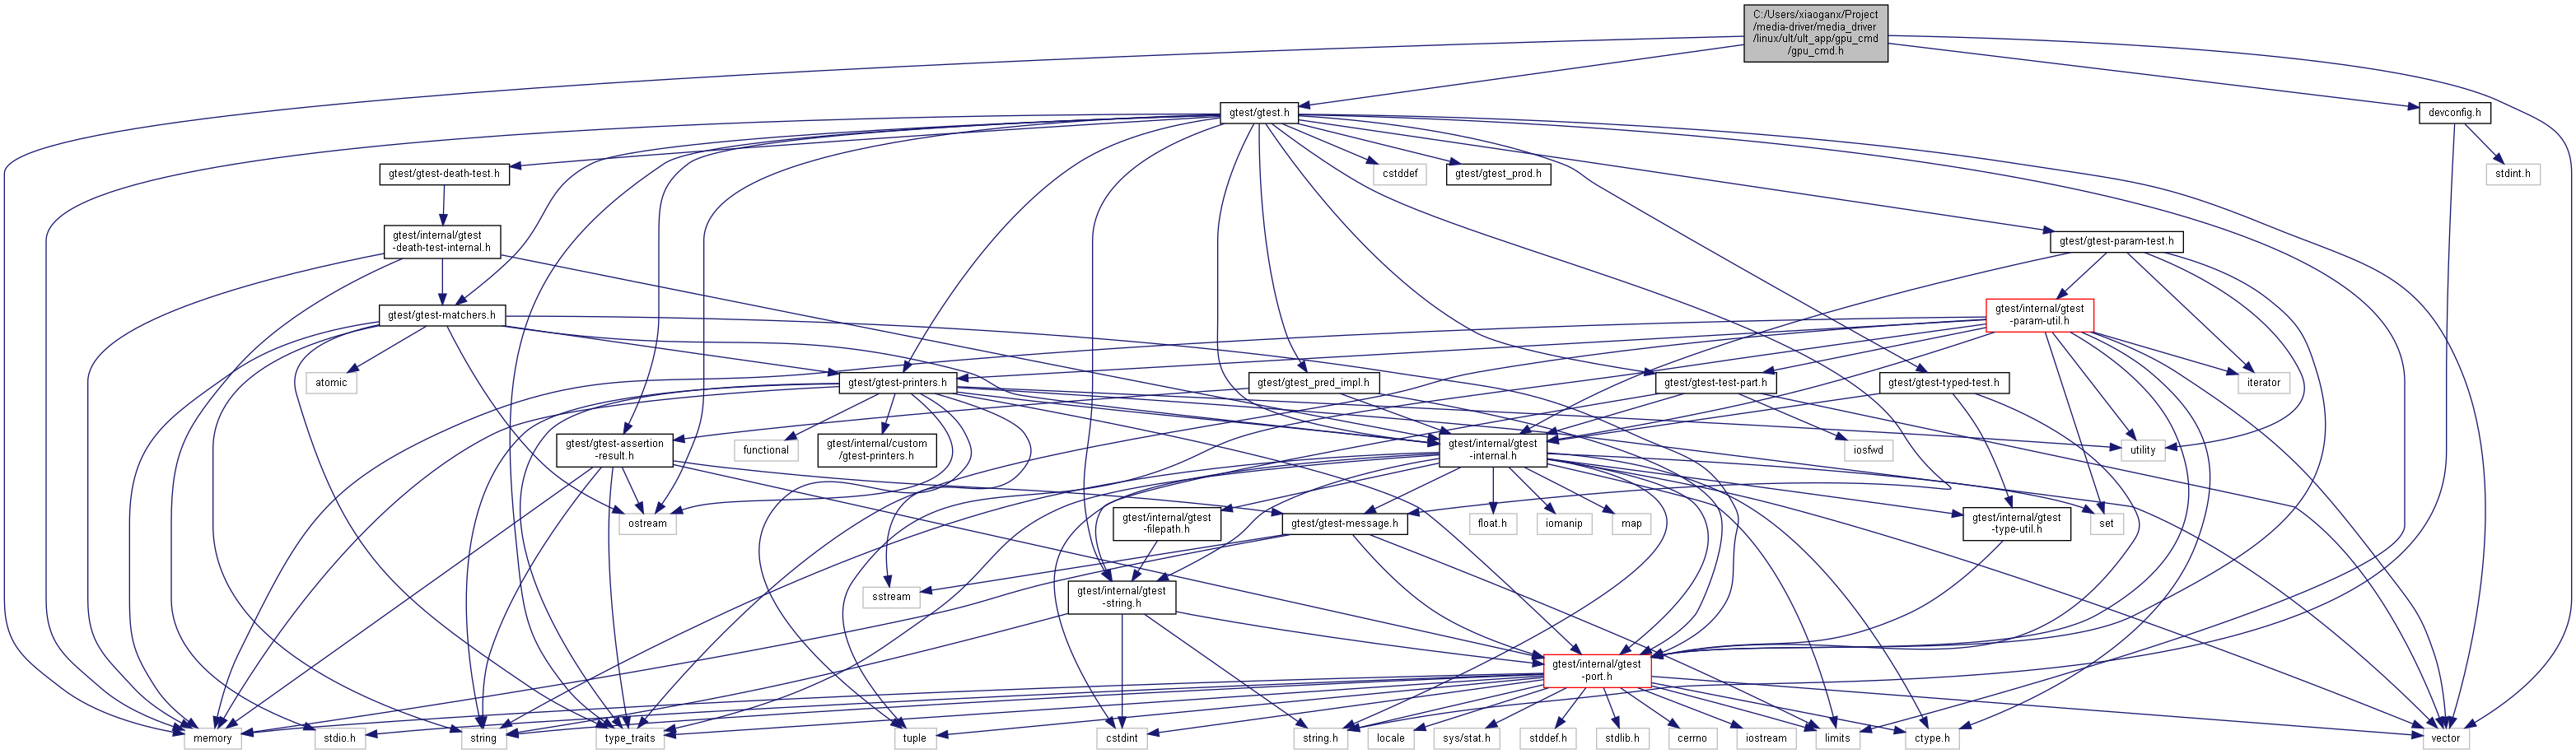 C:/Users/xiaoganx/Project
/media-driver/media_driver
/linux/ult/ult_app/gpu_cmd
/gpu_cmd.h
gtest/gtest.h
devconfig.h
gtest/gtest-death-test.h
cstddef
gtest/gtest_prod.h
stdint.h
gtest/internal/gtest
-death-test-internal.h
gtest/gtest-param-test.h
gtest/gtest-matchers.h
gtest/internal/gtest
-param-util.h
atomic
gtest/gtest-printers.h
gtest/gtest_pred_impl.h
gtest/gtest-test-part.h
gtest/gtest-typed-test.h
iterator
gtest/gtest-assertion
-result.h
functional
gtest/internal/custom
/gtest-printers.h
gtest/internal/gtest
-internal.h
iosfwd
utility
ostream
gtest/internal/gtest
-filepath.h
gtest/gtest-message.h
float.h
iomanip
map
gtest/internal/gtest
-type-util.h
set
sstream
gtest/internal/gtest
-string.h
gtest/internal/gtest
-port.h
memory
stdio.h
string
type_traits
tuple
cstdint
string.h
locale
sys/stat.h
stddef.h
stdlib.h
cerrno
iostream
limits
ctype.h
vector